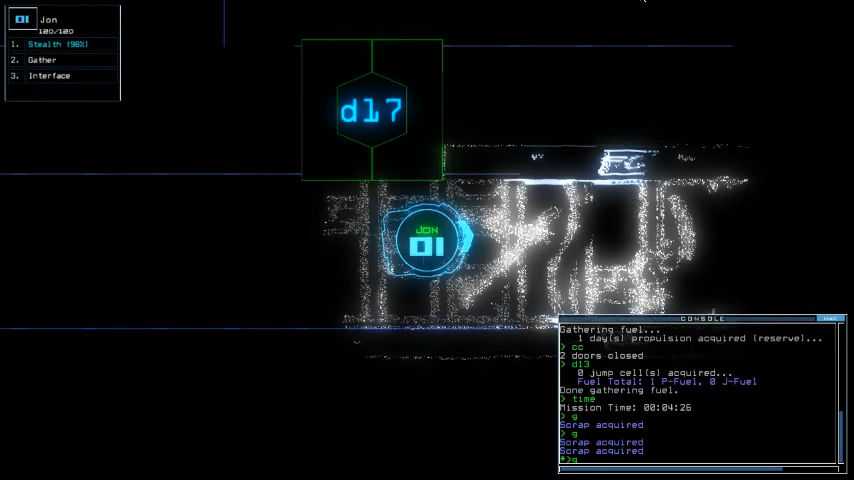 01 Jon
120/120
1. Stealth (98%)
2. Gather
3. Interface
d17
JON
01
CONSOLE
Gathering fuel...
1 day(s) propulsion acquired (reserve)...
> cc
2 doors closed
> d13
0 jump cell(s) acquired...
Fuel Total: 1 P-Fuel, 0 J-Fuel
Done gathering fuel.
> time
Mission Time: 00:04:26
> g
Scrap acquired
> g
Scrap acquired
Scrap acquired
*>g